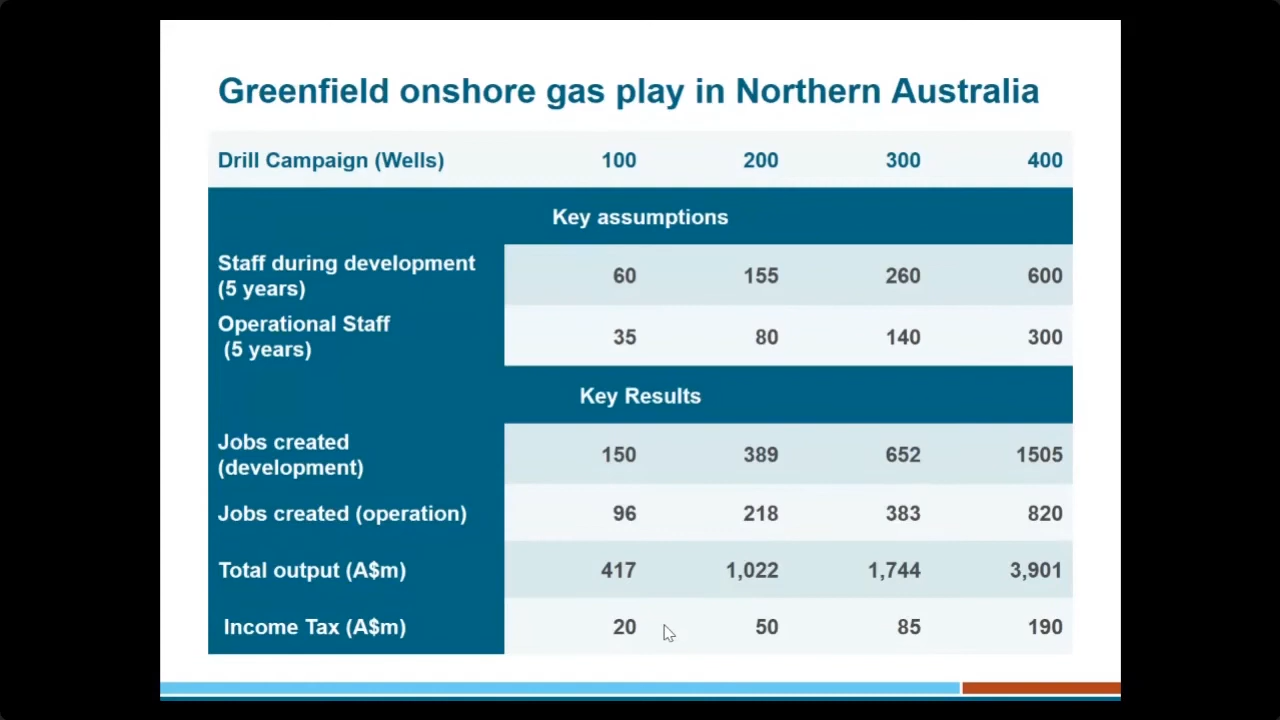 Greenfield onshore gas play in Northern Australia
Drill Campaign (Wells) 100 200 300 400
Key assumptions
Staff during development
(5 years) 60 155 260 600
Operational Staff
(5 years) 35 80 140 300
Key Results
Jobs created
(development) 150 389 652 1505
Jobs created (operation) 96 218 383 820
Total output (A$m) 417 1,022 1,744 3,901
Income Tax (A$m) 20 50 85 190